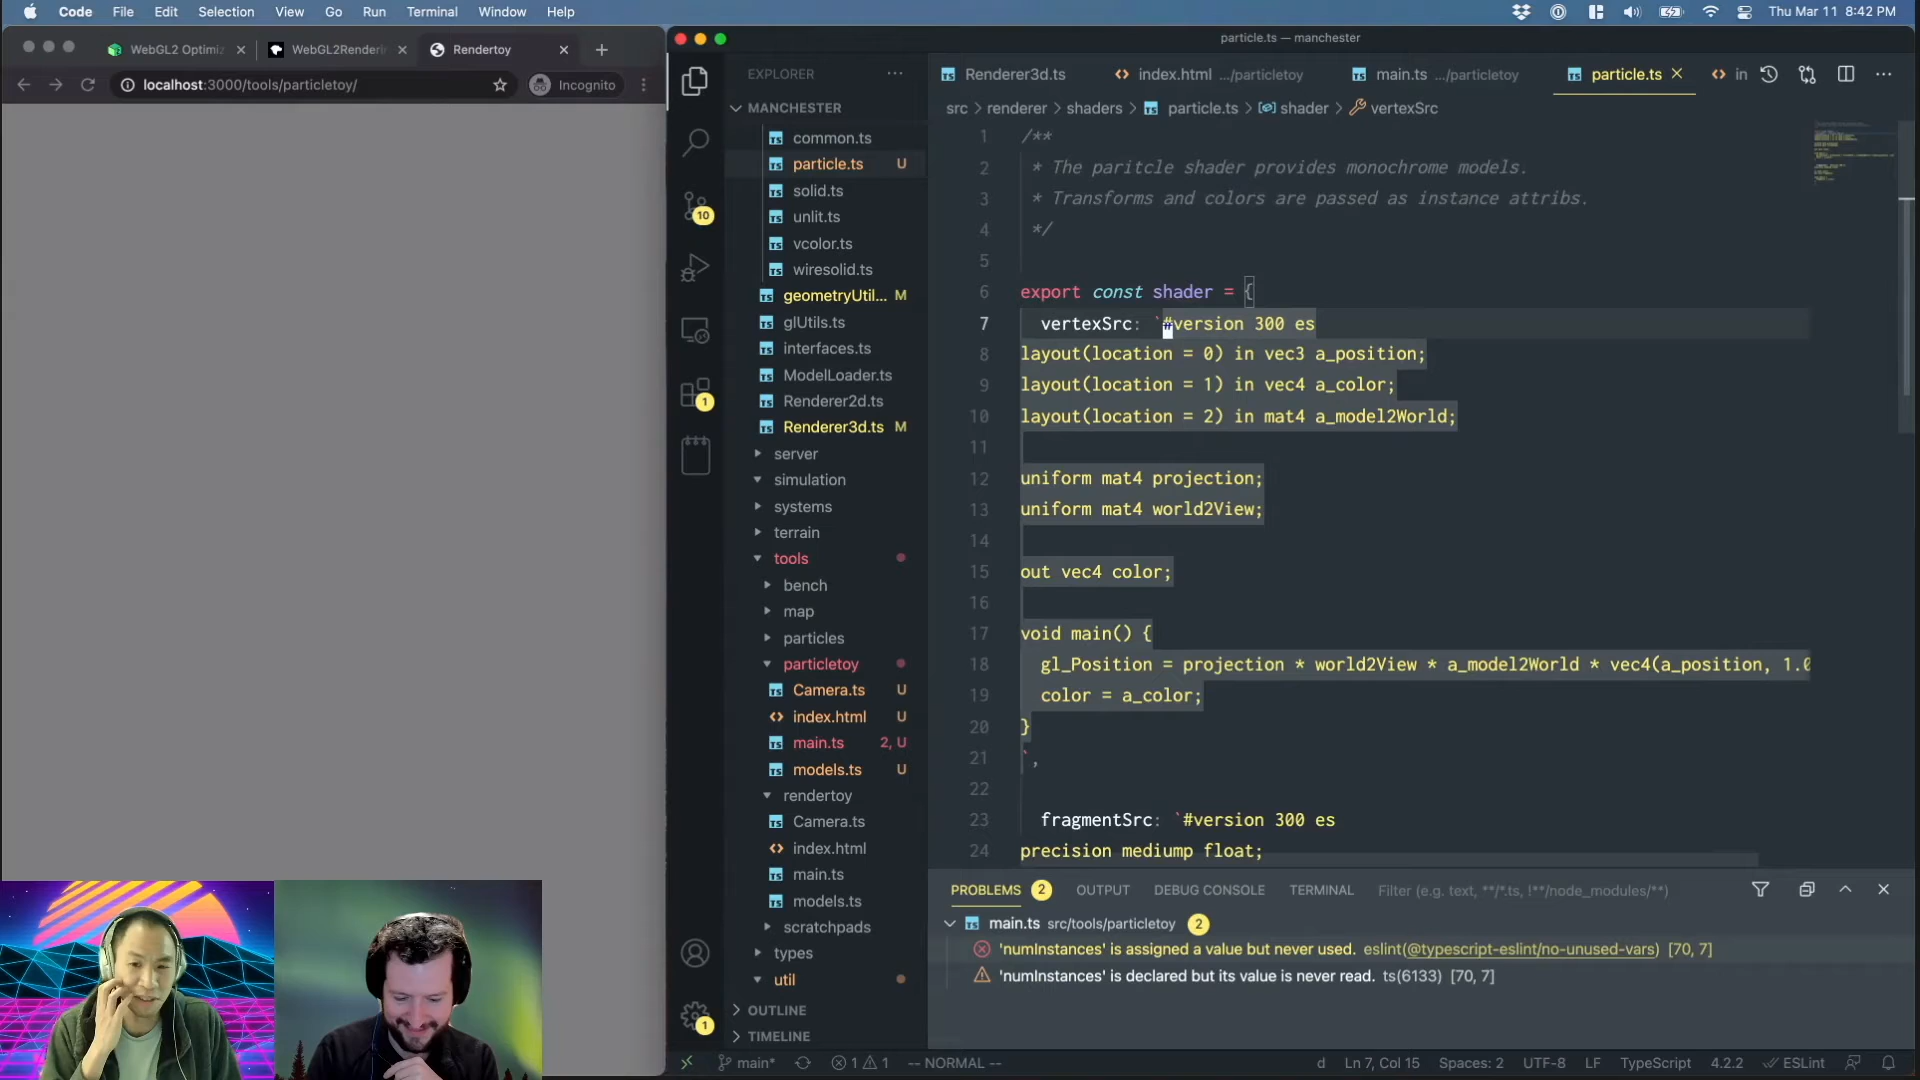 Code File Edit Selection View Go Run Terminal Window Help Thu Mar 11 8:42 PM
WebGL2 Optimi WebGL2Renderin Rendertoy
localhost:3000/tools/particletoy/ Incognito
particle.ts — manchester
EXPLORER
MANCHESTER
common.ts
particle.ts U
solid.ts
unlit.ts
vcolor.ts
wiresolid.ts
geometryUtil... M
glUtils.ts
interfaces.ts
ModelLoader.ts
Renderer2d.ts
Renderer3d.ts M
server
simulation
systems
terrain
tools
bench
map
particles
particletoy
Camera.ts U
index.html U
main.ts 2, U
models.ts U
rendertoy
Camera.ts
index.html
main.ts
models.ts
scratchpads
types
util
OUTLINE
TIMELINE
10
1
1
Renderer3d.ts index.html .../particletoy main.ts .../particletoy particle.ts in
src > renderer > shaders > particle.ts > shader > vertexSrc
1 /**
2 * The paritcle shader provides monochrome models.
3 * Transforms and colors are passed as instance attribs.
4 */
5
6 export const shader = {
7 vertexSrc: `#version 300 es
8 layout(location = 0) in vec3 a_position;
9 layout(location = 1) in vec4 a_color;
10 layout(location = 2) in mat4 a_model2World;
11
12 uniform mat4 projection;
13 uniform mat4 world2View;
14
15 out vec4 color;
16
17 void main() {
18 gl_Position = projection * world2View * a_model2World * vec4(a_position, 1.0
19 color = a_color;
20 }
21 `,
22
23 fragmentSrc: `#version 300 es
24 precision mediump float;
PROBLEMS 2 OUTPUT DEBUG CONSOLE TERMINAL Filter (e.g. text, **/*.ts, !**/node_modules/**)
main.ts src/tools/particletoy 2
'numInstances' is assigned a value but never used. eslint(@typescript-eslint/no-unused-vars) [70, 7]
'numInstances' is declared but its value is never read. ts(6133) [70, 7]
main* 1 1 -- NORMAL -- d Ln 7, Col 15 Spaces: 2 UTF-8 LF TypeScript 4.2.2 ESLint